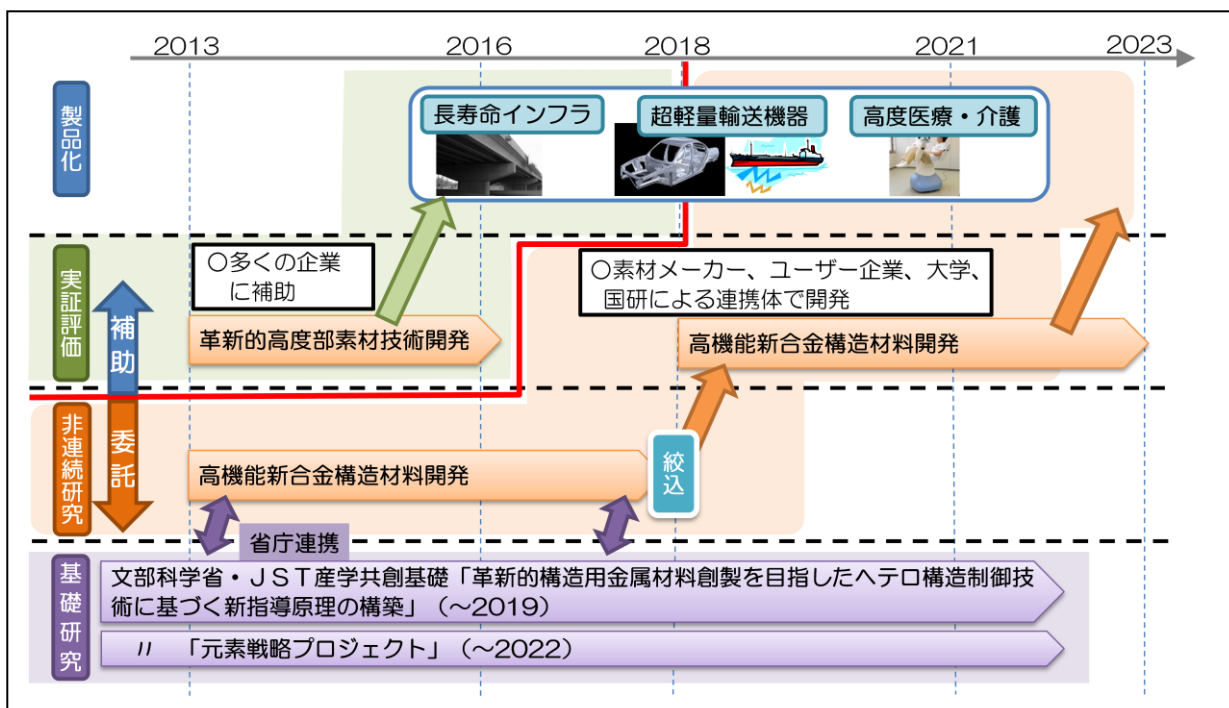 2013
2016
2018
2021
2023
製品化
長寿命インフラ
超軽量輸送機器
高度医療・介護
実証評価
補助
○多くの企業
に補助
革新的高度部素材技術開発
○素材メーカー、ユーザー企業、大学、
国研による連携体で開発
高機能新合金構造材料開発
非連続研究
委託
高機能新合金構造材料開発
絞込
省庁連携
基礎研究
文部科学省・ＪＳＴ産学共創基礎「革新的構造用金属材料創製を目指したヘテロ構造制御技
術に基づく新指導原理の構築」（～2019）
〃　「元素戦略プロジェクト」（～2022）